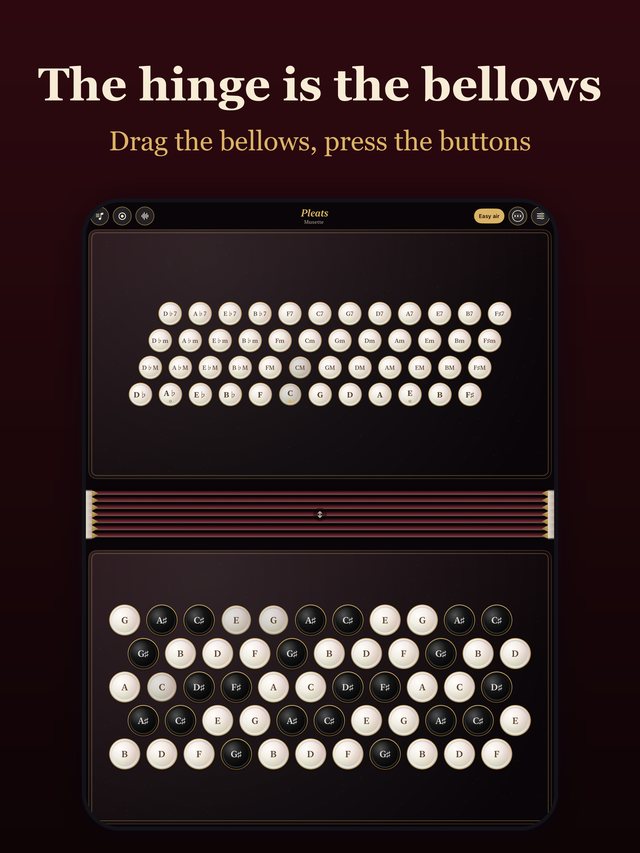 The hinge is the bellows
Drag the bellows, press the buttons
Pleats
Musette
Easy air
D♭7 A♭7 E♭7 B♭7 F7 C7 G7 D7 A7 E7 B7 F♯7
D♭m A♭m E♭m B♭m Fm Cm Gm Dm Am Em Bm F♯m
D♭M A♭M E♭M B♭M FM CM GM DM AM EM BM F♯M
D♭ A♭ E♭ B♭ F C G D A E B F♯
G A♯ C♯ E G A♯ C♯ E G A♯ C♯
G♯ B D F G♯ B D F G♯ B D
A C D♯ F♯ A C D♯ F♯ A C D♯
A♯ C♯ E G A♯ C♯ E G A♯ C♯ E
B D F G♯ B D F G♯ B D F